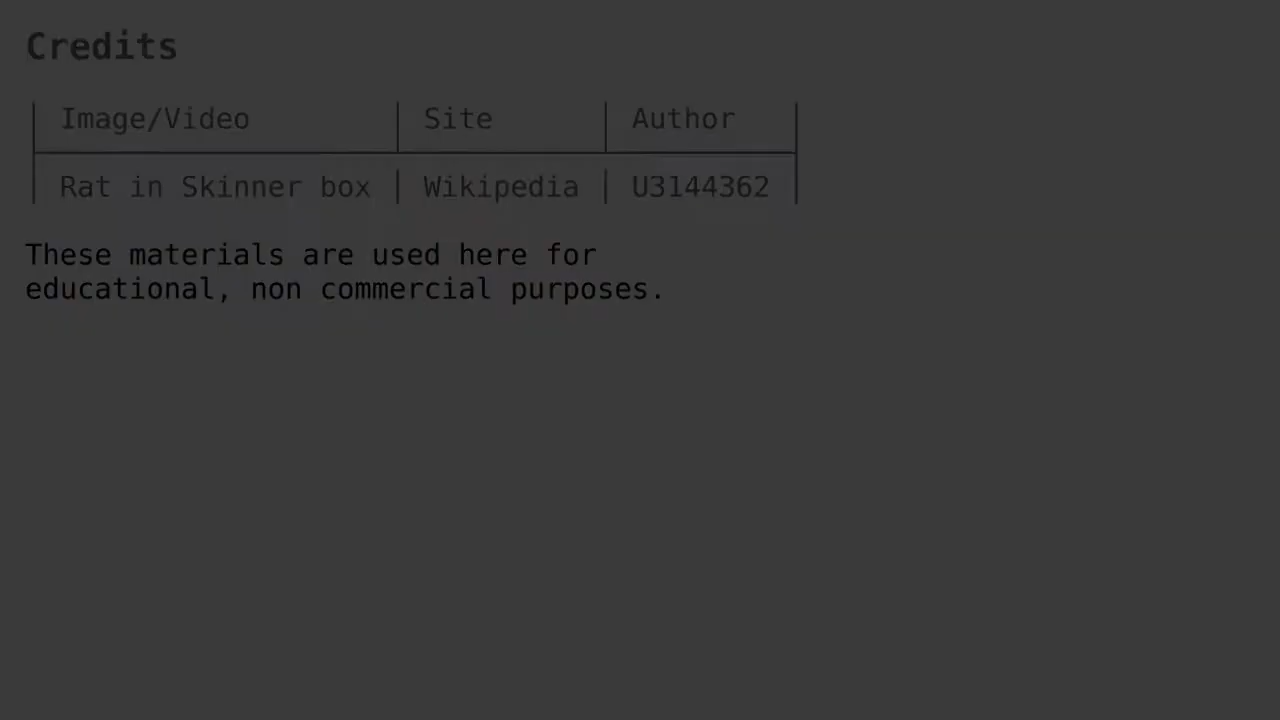 Credits
Image/Video Site Author
Rat in Skinner box Wikipedia U3144362
These materials are used here for
educational, non commercial purposes.